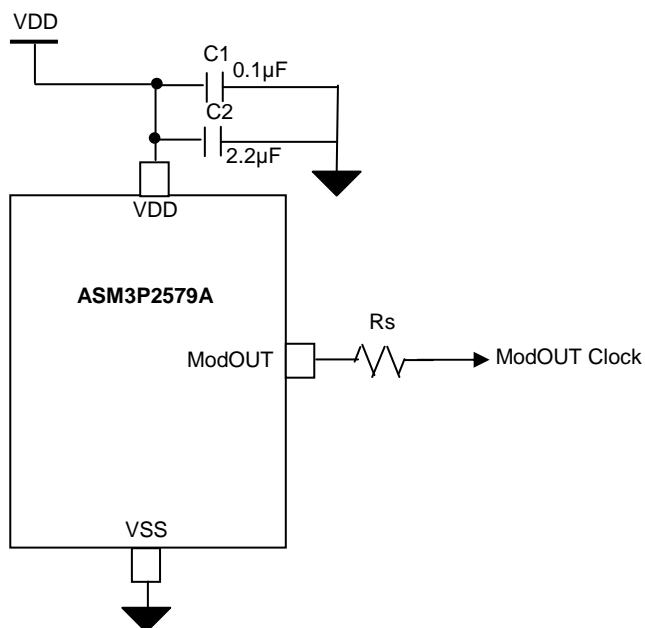 VDD
C1
0.1µF
C2
2.2µF
VDD
ASM3P2579A
Rs
ModOUT
ModOUT Clock
VSS